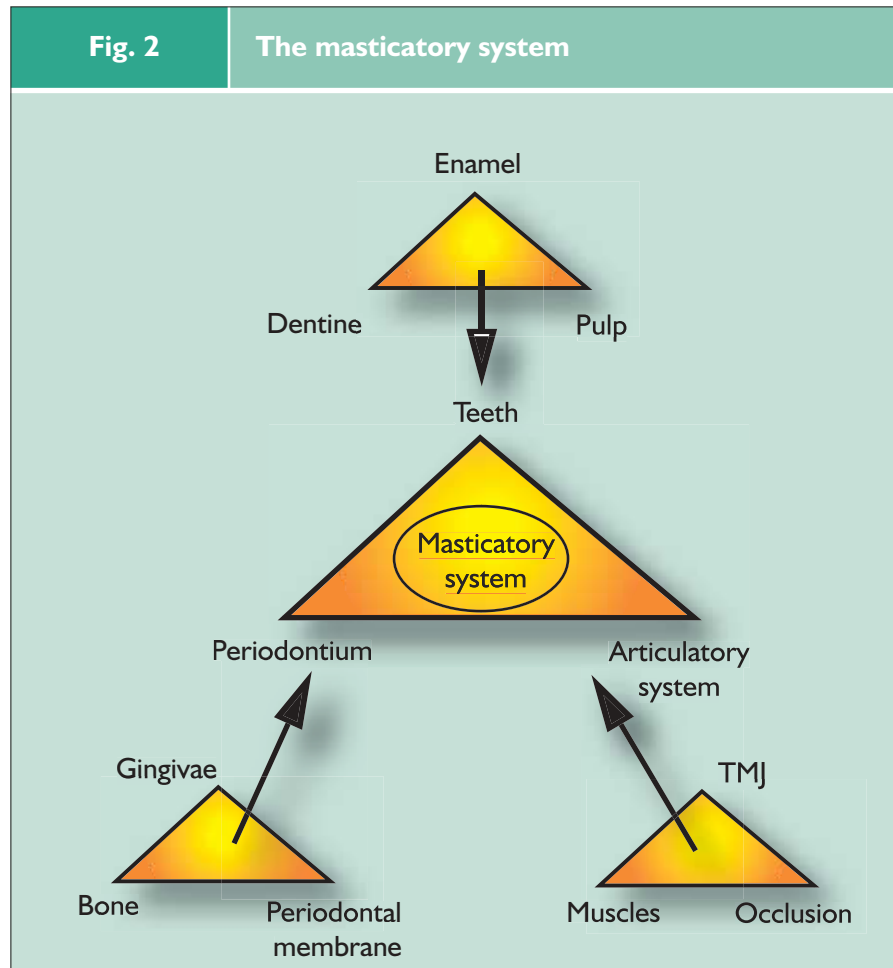 Fig. 2
The masticatory system
Enamel
Dentine
Pulp
Teeth
Masticatory
system
Periodontium
Articulatory
system
Gingivae
TMJ
Bone
Periodontal
membrane
Muscles
Occlusion